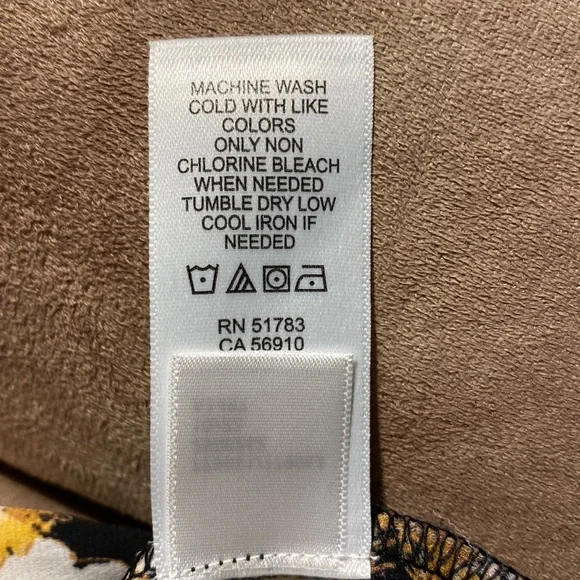 MACHINE WASH
COLD WITH LIKE
COLORS
ONLY NON
CHLORINE BLEACH
WHEN NEEDED
TUMBLE DRY LOW
COOL IRON IF
NEEDED
RN 51783
CA 56910